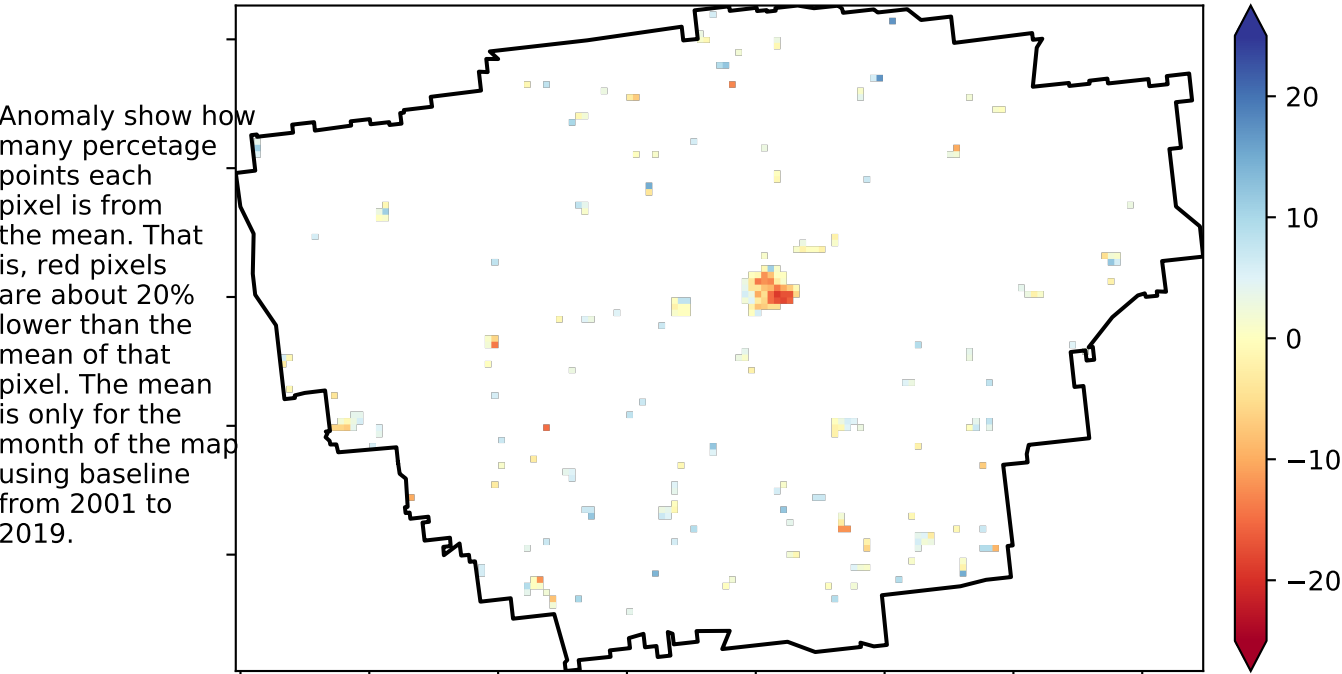 Anomaly show how
many percetage
points each
pixel is from
the mean. That
is, red pixels
are about 20%
lower than the
mean of that
pixel. The mean
is only for the
month of the map
using baseline
from 2001 to
2019.
20
10
0
−10
−20